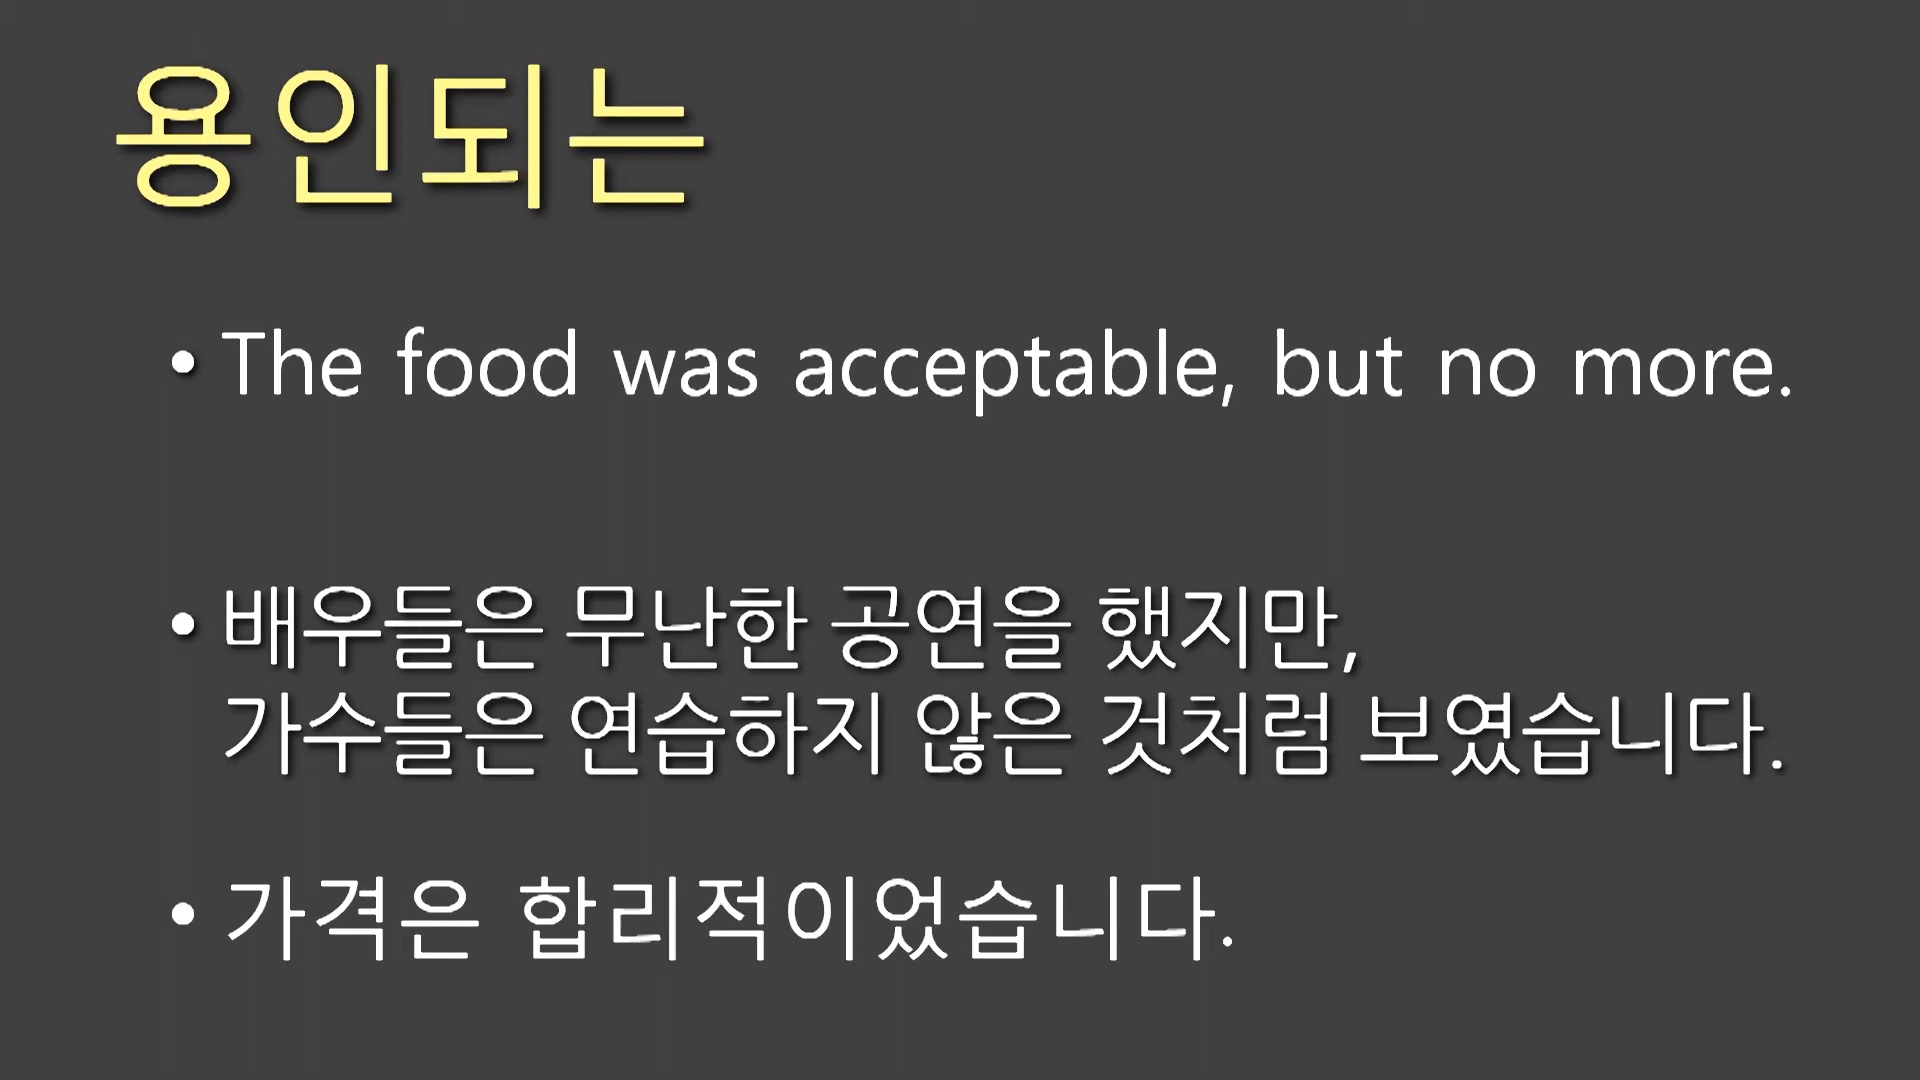 용인되는
• The food was acceptable, but no more.
• 배우들은 무난한 공연을 했지만,
가수들은 연습하지 않은 것처럼 보였습니다.
• 가격은 합리적이었습니다.